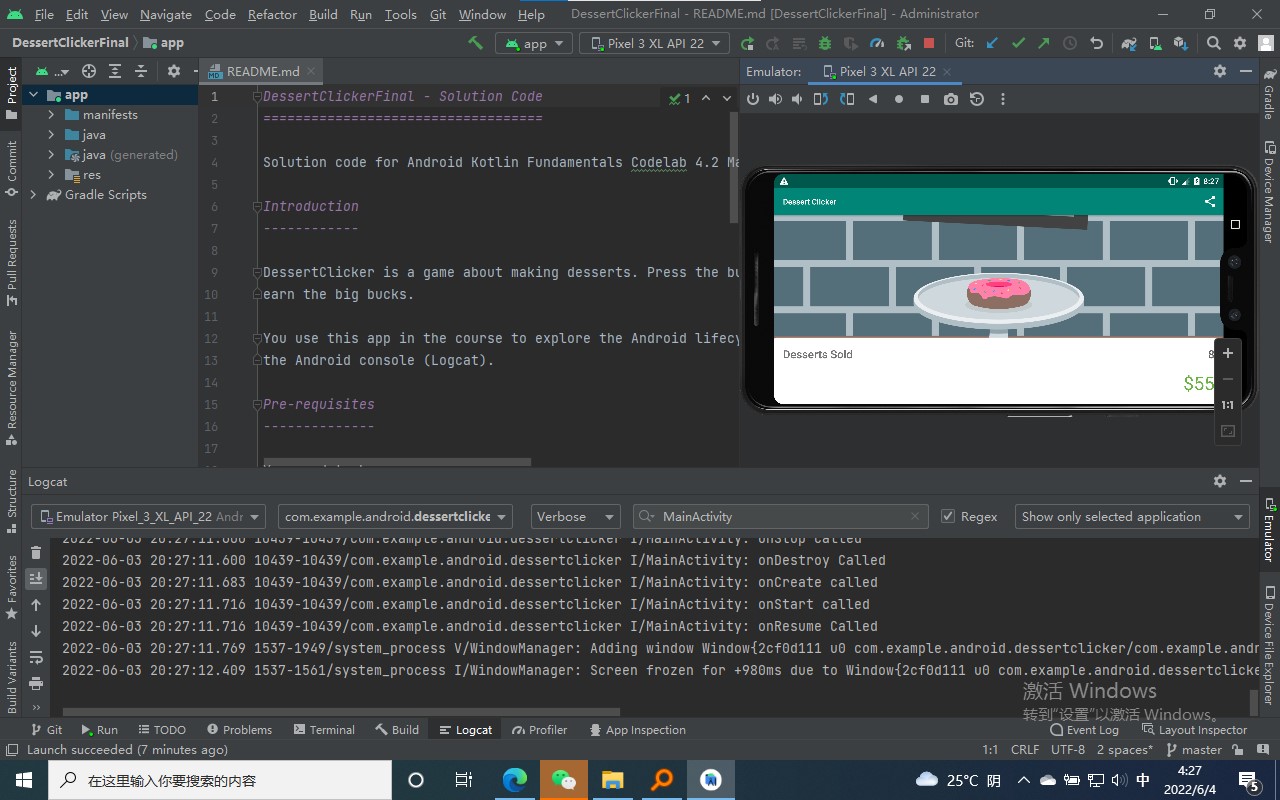 File Edit View Navigate Code Refactor Build Run Tools Git Window Help DessertClickerFinal - README.md [DessertClickerFinal] - Administrator
DessertClickerFinal app
app Pixel 3 XL API 22 Git:
Project
Commit
Pull Requests
Resource Manager
Structure
Favorites
Build Variants
...
app
manifests
java
java (generated)
res
Gradle Scripts
README.md
1
1 DessertClickerFinal - Solution Code
2 ===================================
3
4 Solution code for Android Kotlin Fundamentals Codelab 4.2 Ma
5
6 Introduction
7 ------------
8
9 DessertClicker is a game about making desserts. Press the bu
10 earn the big bucks.
11
12 You use this app in the course to explore the Android lifecy
13 the Android console (Logcat).
14
15 Pre-requisites
16 --------------
17
Emulator: Pixel 3 XL API 22
8:27
Dessert Clicker
Desserts Sold 8
$55
1:1
Gradle
Device Manager
Emulator
Device File Explorer
Logcat
Emulator Pixel_3_XL_API_22 Andr com.example.android.dessertclicke Verbose MainActivity Regex Show only selected application
2022-06-03 20:27:11.600 10439-10439/com.example.android.dessertclicker I/MainActivity: onStop Called
2022-06-03 20:27:11.600 10439-10439/com.example.android.dessertclicker I/MainActivity: onDestroy Called
2022-06-03 20:27:11.683 10439-10439/com.example.android.dessertclicker I/MainActivity: onCreate called
2022-06-03 20:27:11.716 10439-10439/com.example.android.dessertclicker I/MainActivity: onStart called
2022-06-03 20:27:11.716 10439-10439/com.example.android.dessertclicker I/MainActivity: onResume Called
2022-06-03 20:27:11.769 1537-1949/system_process V/WindowManager: Adding window Window{2cf0d111 u0 com.example.android.dessertclicker/com.example.andr
2022-06-03 20:27:12.409 1537-1561/system_process I/WindowManager: Screen frozen for +980ms due to Window{2cf0d111 u0 com.example.android.dessertclicke
激活 Windows
转到“设置”以激活 Windows。
Git Run TODO Problems Terminal Build Logcat Profiler App Inspection Event Log Layout Inspector
Launch succeeded (7 minutes ago) 1:1 CRLF UTF-8 2 spaces* master
在这里输入你要搜索的内容
25°C 阴
中
4:27
2022/6/4
5